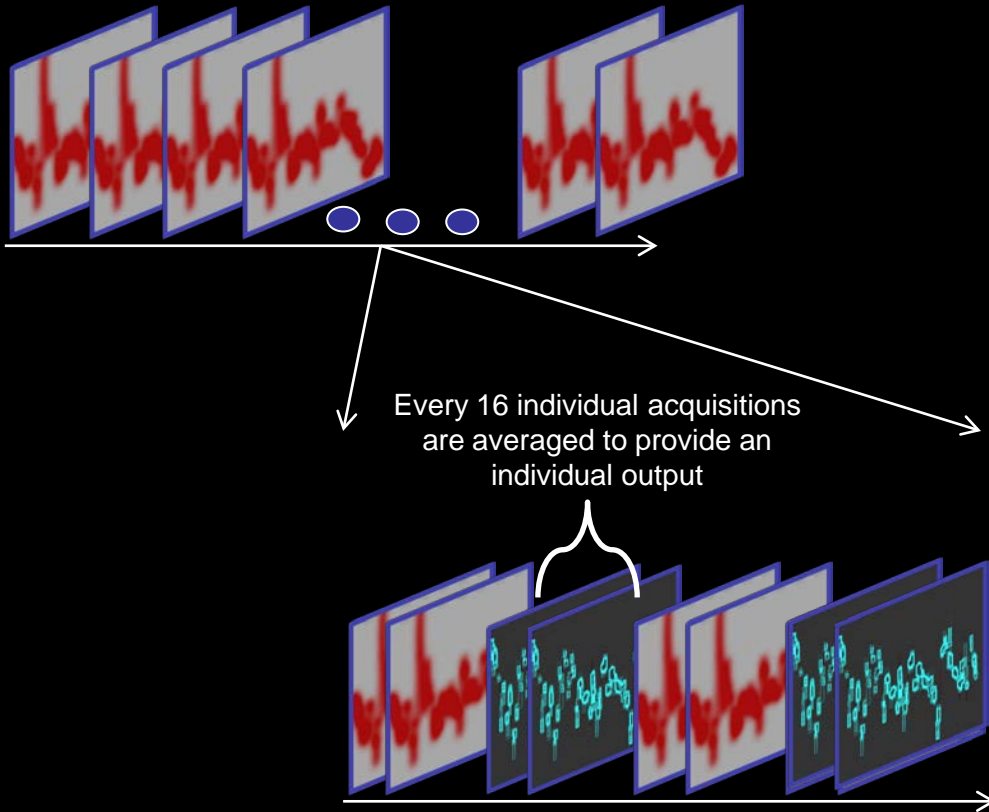 Every 16 individual acquisitions
are averaged to provide an
individual output